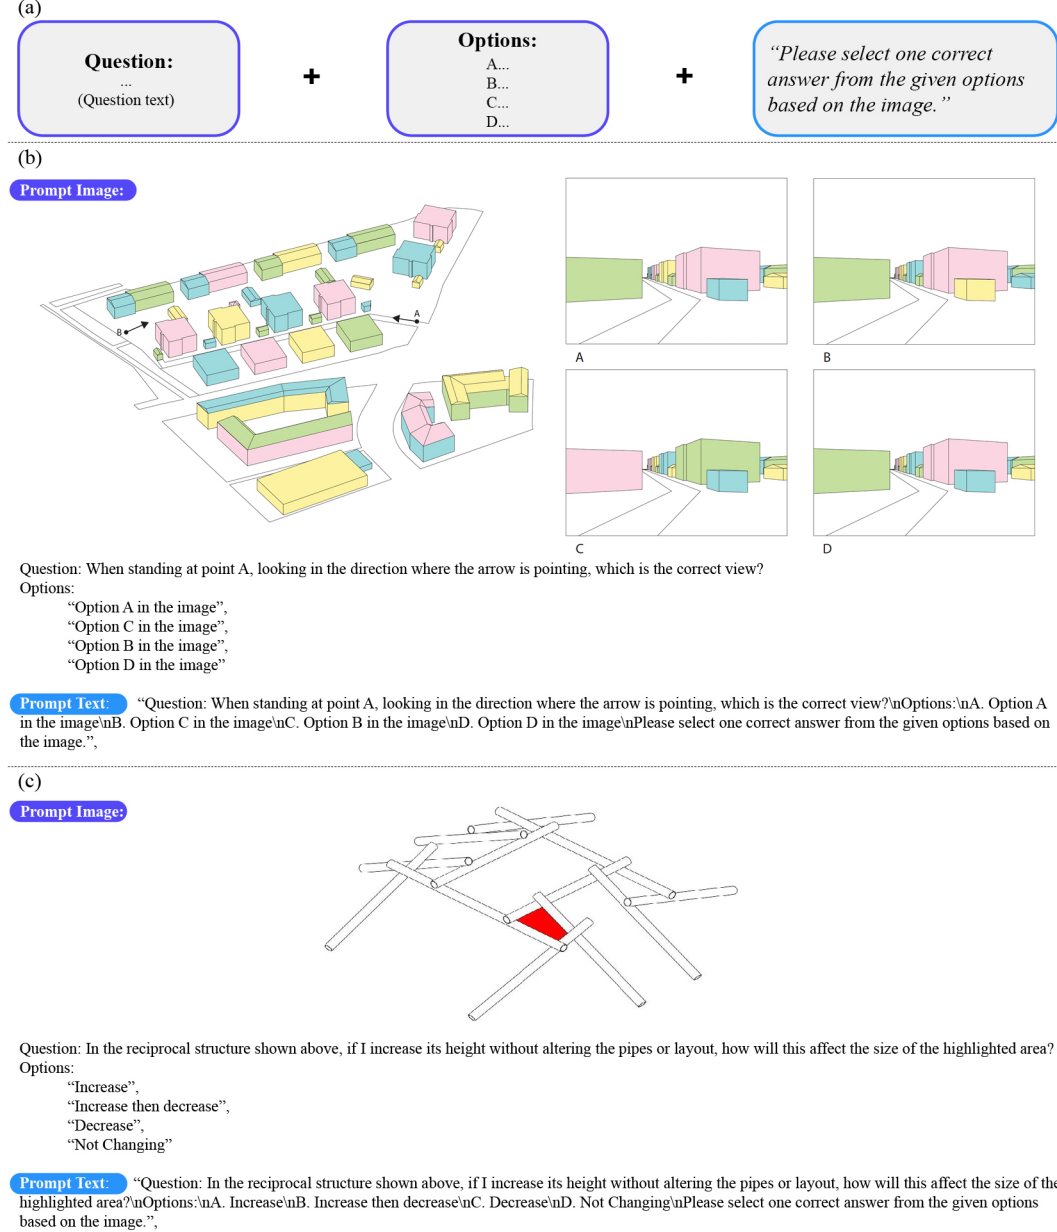 (a)
Question:
...
(Question text)
+
Options:
A...
B...
C...
D...
+
“Please select one correct
answer from the given options
based on the image.”
(b)
Prompt Image:
B
A
A
B
C
D
Question: When standing at point A, looking in the direction where the arrow is pointing, which is the correct view?
Options:
“Option A in the image”,
“Option C in the image”,
“Option B in the image”,
“Option D in the image”
Prompt Text: “Question: When standing at point A, looking in the direction where the arrow is pointing, which is the correct view?\nOptions:\nA. Option A
in the image\nB. Option C in the image\nC. Option B in the image\nD. Option D in the image\nPlease select one correct answer from the given options based on
the image.”,
(c)
Prompt Image:
Question: In the reciprocal structure shown above, if I increase its height without altering the pipes or layout, how will this affect the size of the highlighted area?
Options:
“Increase”,
“Increase then decrease”,
“Decrease”,
“Not Changing”
Prompt Text: “Question: In the reciprocal structure shown above, if I increase its height without altering the pipes or layout, how will this affect the size of the
highlighted area?\nOptions:\nA. Increase\nB. Increase then decrease\nC. Decrease\nD. Not Changing\nPlease select one correct answer from the given options
based on the image.”,